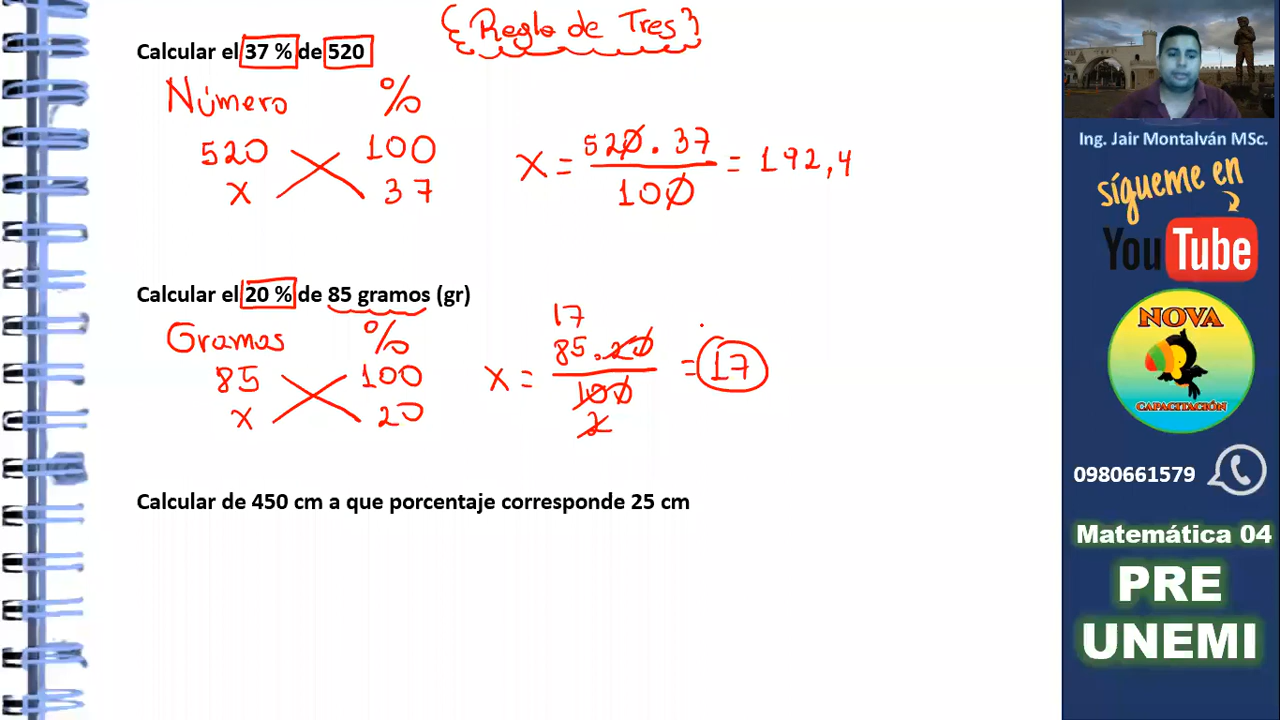 {Regla de Tres}
Calcular el 37 % de 520
Número %
520 100
x 37
x = 520 . 37 / 100 = 192,4
Calcular el 20 % de 85 gramos (gr)
Gramos %
85 100
x 20
17
x = 85 . 20 / 100 = 17
2
Calcular de 450 cm a que porcentaje corresponde 25 cm
Ing. Jair Montalván MSc.
sígueme en
YouTube
NOVA
CAPACITACIÓN
0980661579
Matemática 04
PRE
UNEMI